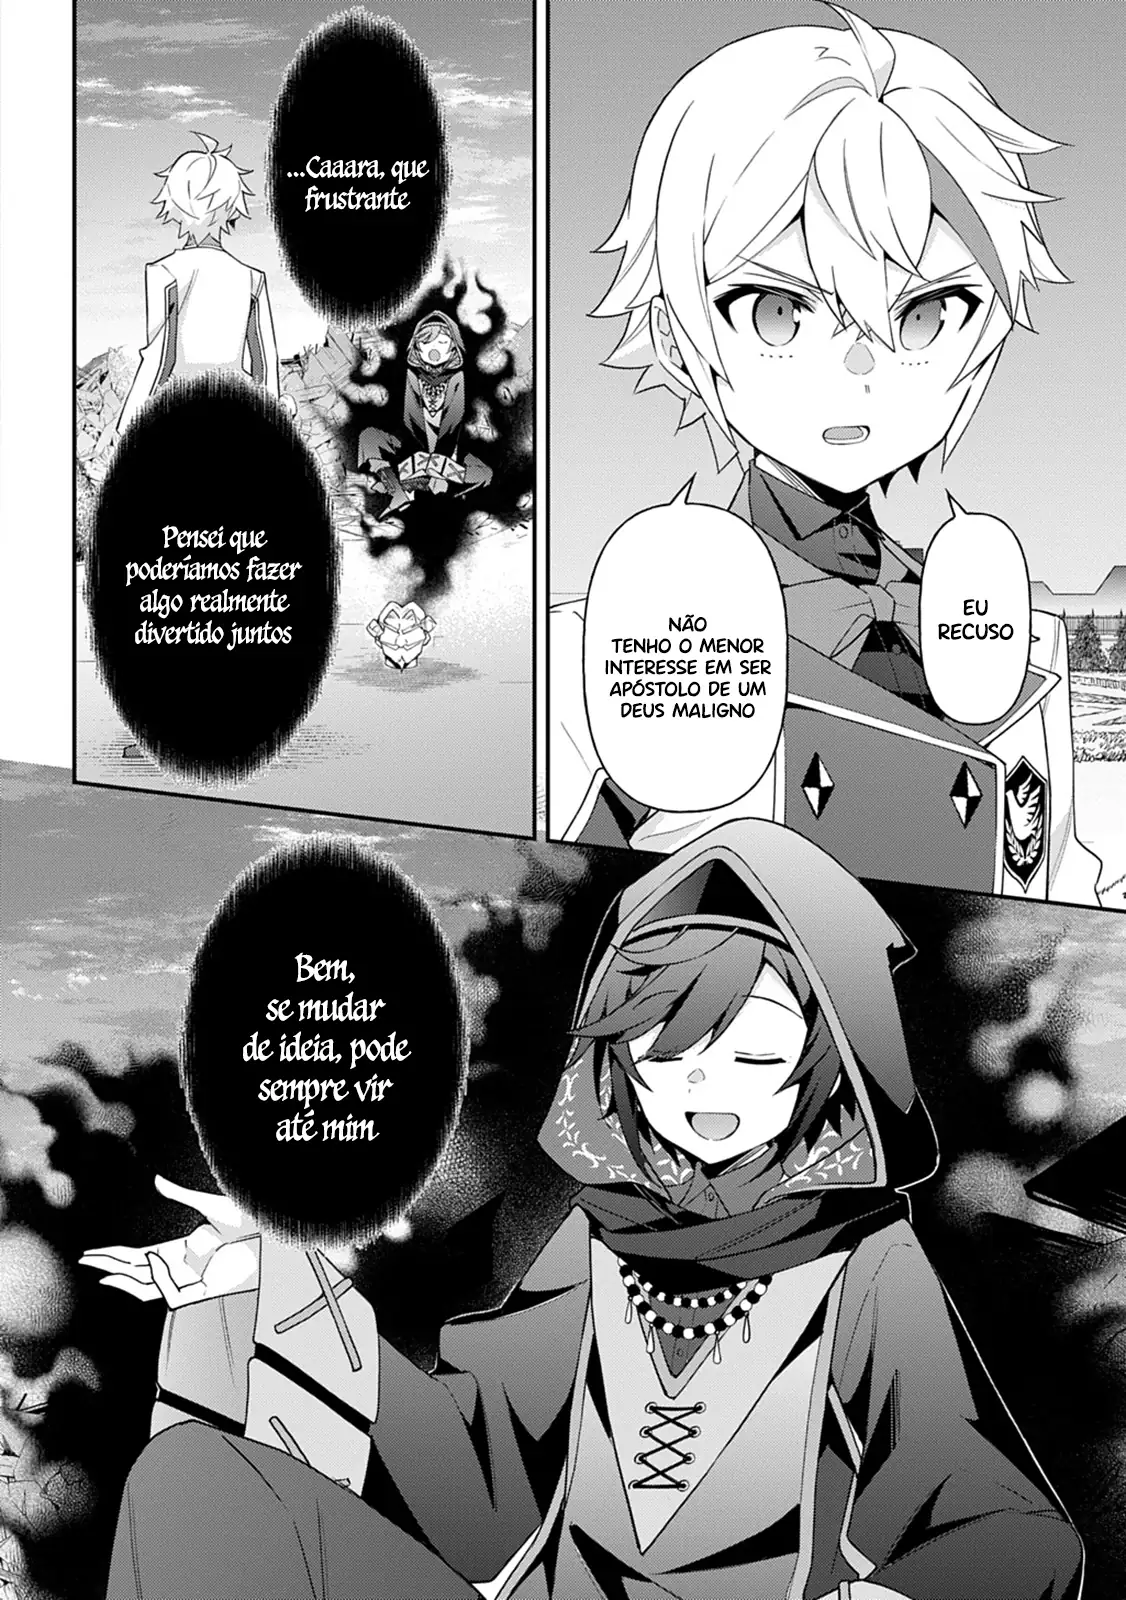 EU
RECUSO
NÃO
TENHO O MENOR
INTERESSE EM SER
APÓSTOLO DE UM
DEUS MALIGNO
...Caaara, que
frustrante
Pensei que
poderíamos fazer
algo realmente
divertido juntos
Bem,
se mudar
de ideia, pode
sempre vir
até mim